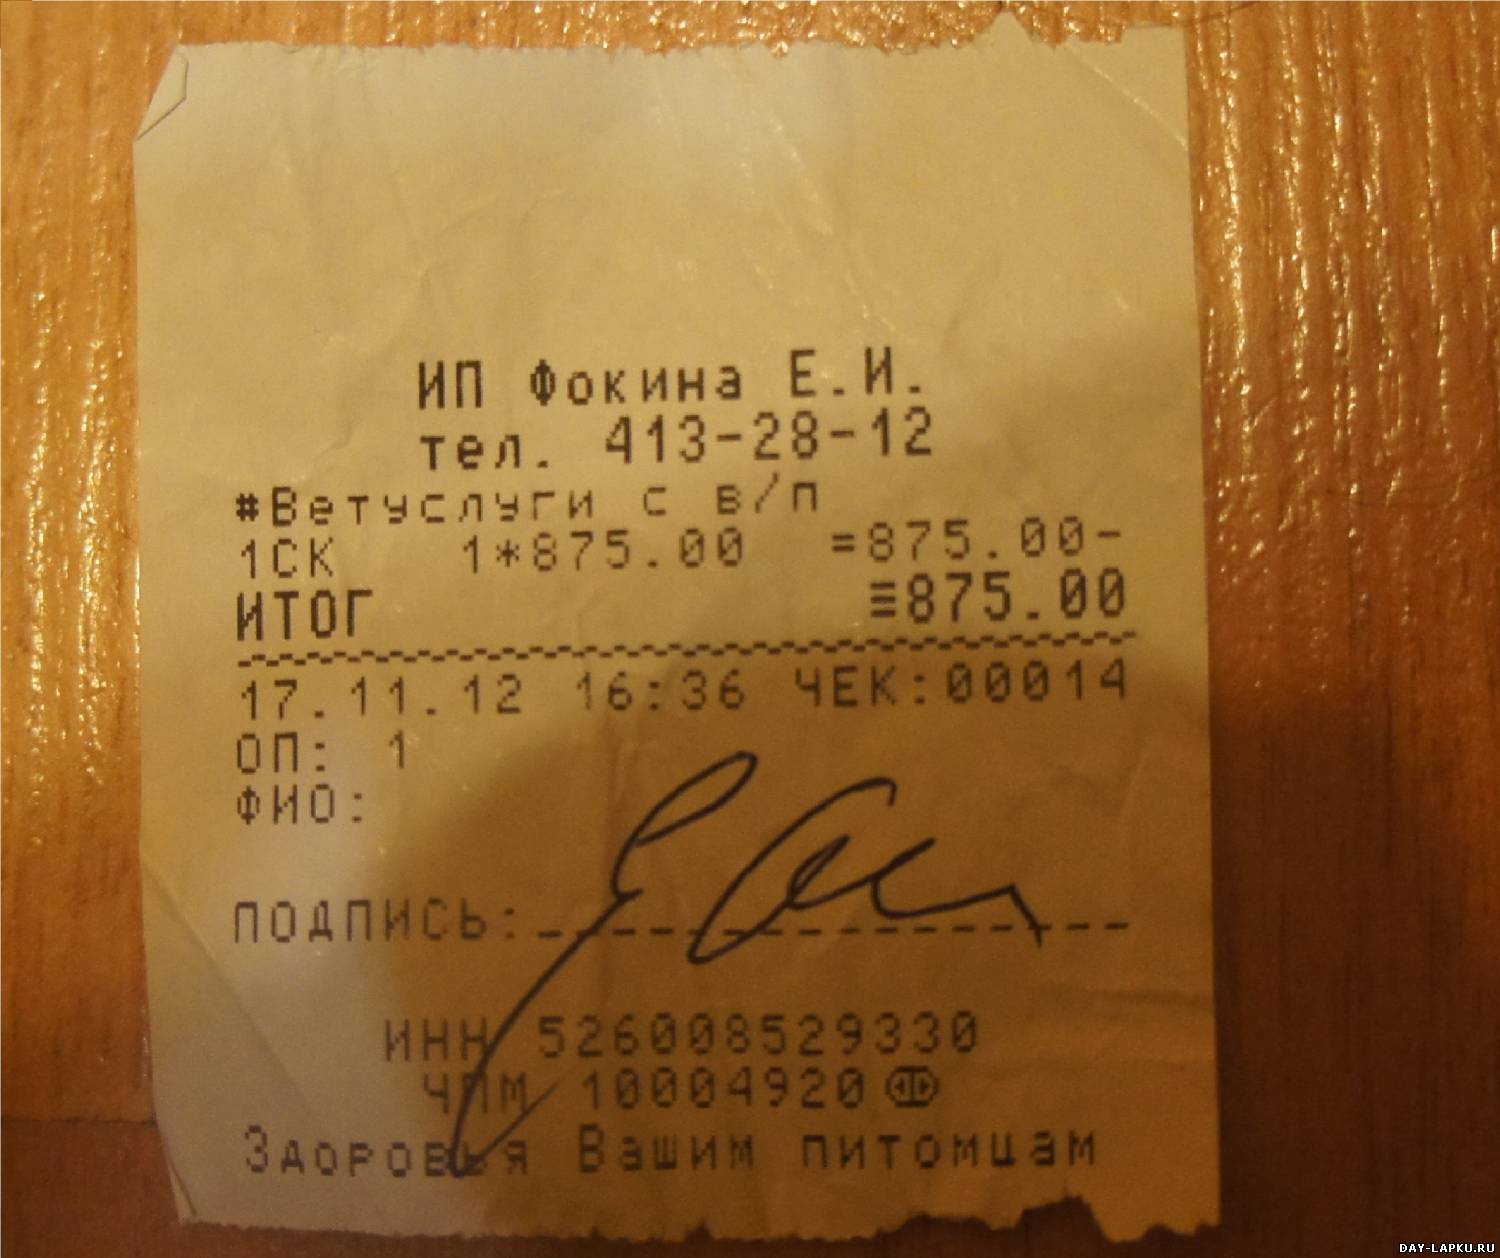 ИП Фокина Е.И.
тел. 413-28-12
#Ветуслуги с в/п
1СК 1*875.00 =875.00-
ИТОГ ≡875.00
17.11.12 16:36 ЧЕК:00014
ОП: 1
ФИО:
ПОДПИСЬ:
ИНН 526008529330
ЧПМ 10004920
Здоровья Вашим питомцам
DAY-LAPKU.RU